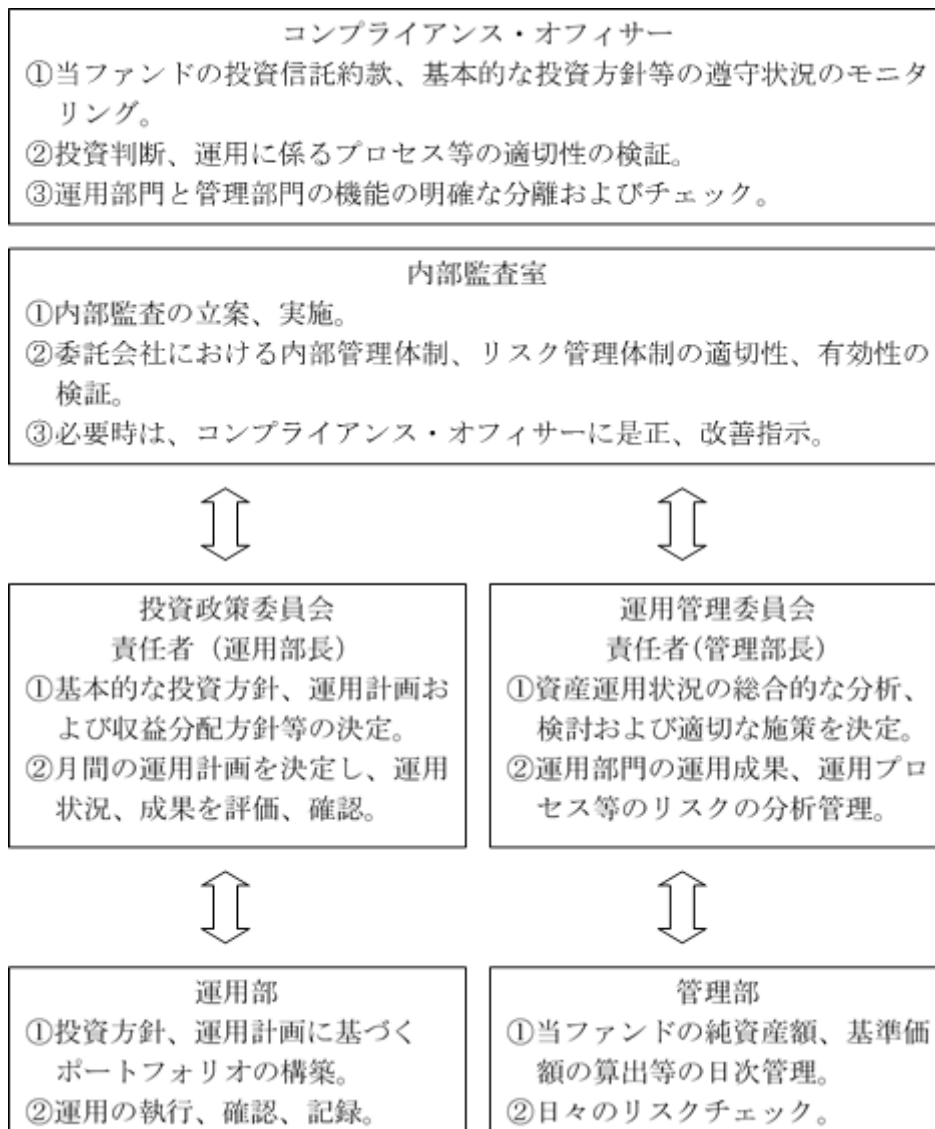 コンプライアンス・オフィサー
①当ファンドの投資信託約款、基本的な投資方針等の遵守状況のモニタ
リング。
②投資判断、運用に係るプロセス等の適切性の検証。
③運用部門と管理部門の機能の明確な分離およびチェック。
内部監査室
①内部監査の立案、実施。
②委託会社における内部管理体制、リスク管理体制の適切性、有効性の
検証。
③必要時は、コンプライアンス・オフィサーに是正、改善指示。
投資政策委員会
責任者（運用部長）
①基本的な投資方針、運用計画お
よび収益分配方針等の決定。
②月間の運用計画を決定し、運用
状況、成果を評価、確認。
運用管理委員会
責任者(管理部長)
①資産運用状況の総合的な分析、
検討および適切な施策を決定。
②運用部門の運用成果、運用プロ
セス等のリスクの分析管理。
運用部
①投資方針、運用計画に基づく
ポートフォリオの構築。
②運用の執行、確認、記録。
管理部
①当ファンドの純資産額、基準価
額の算出等の日次管理。
②日々のリスクチェック。